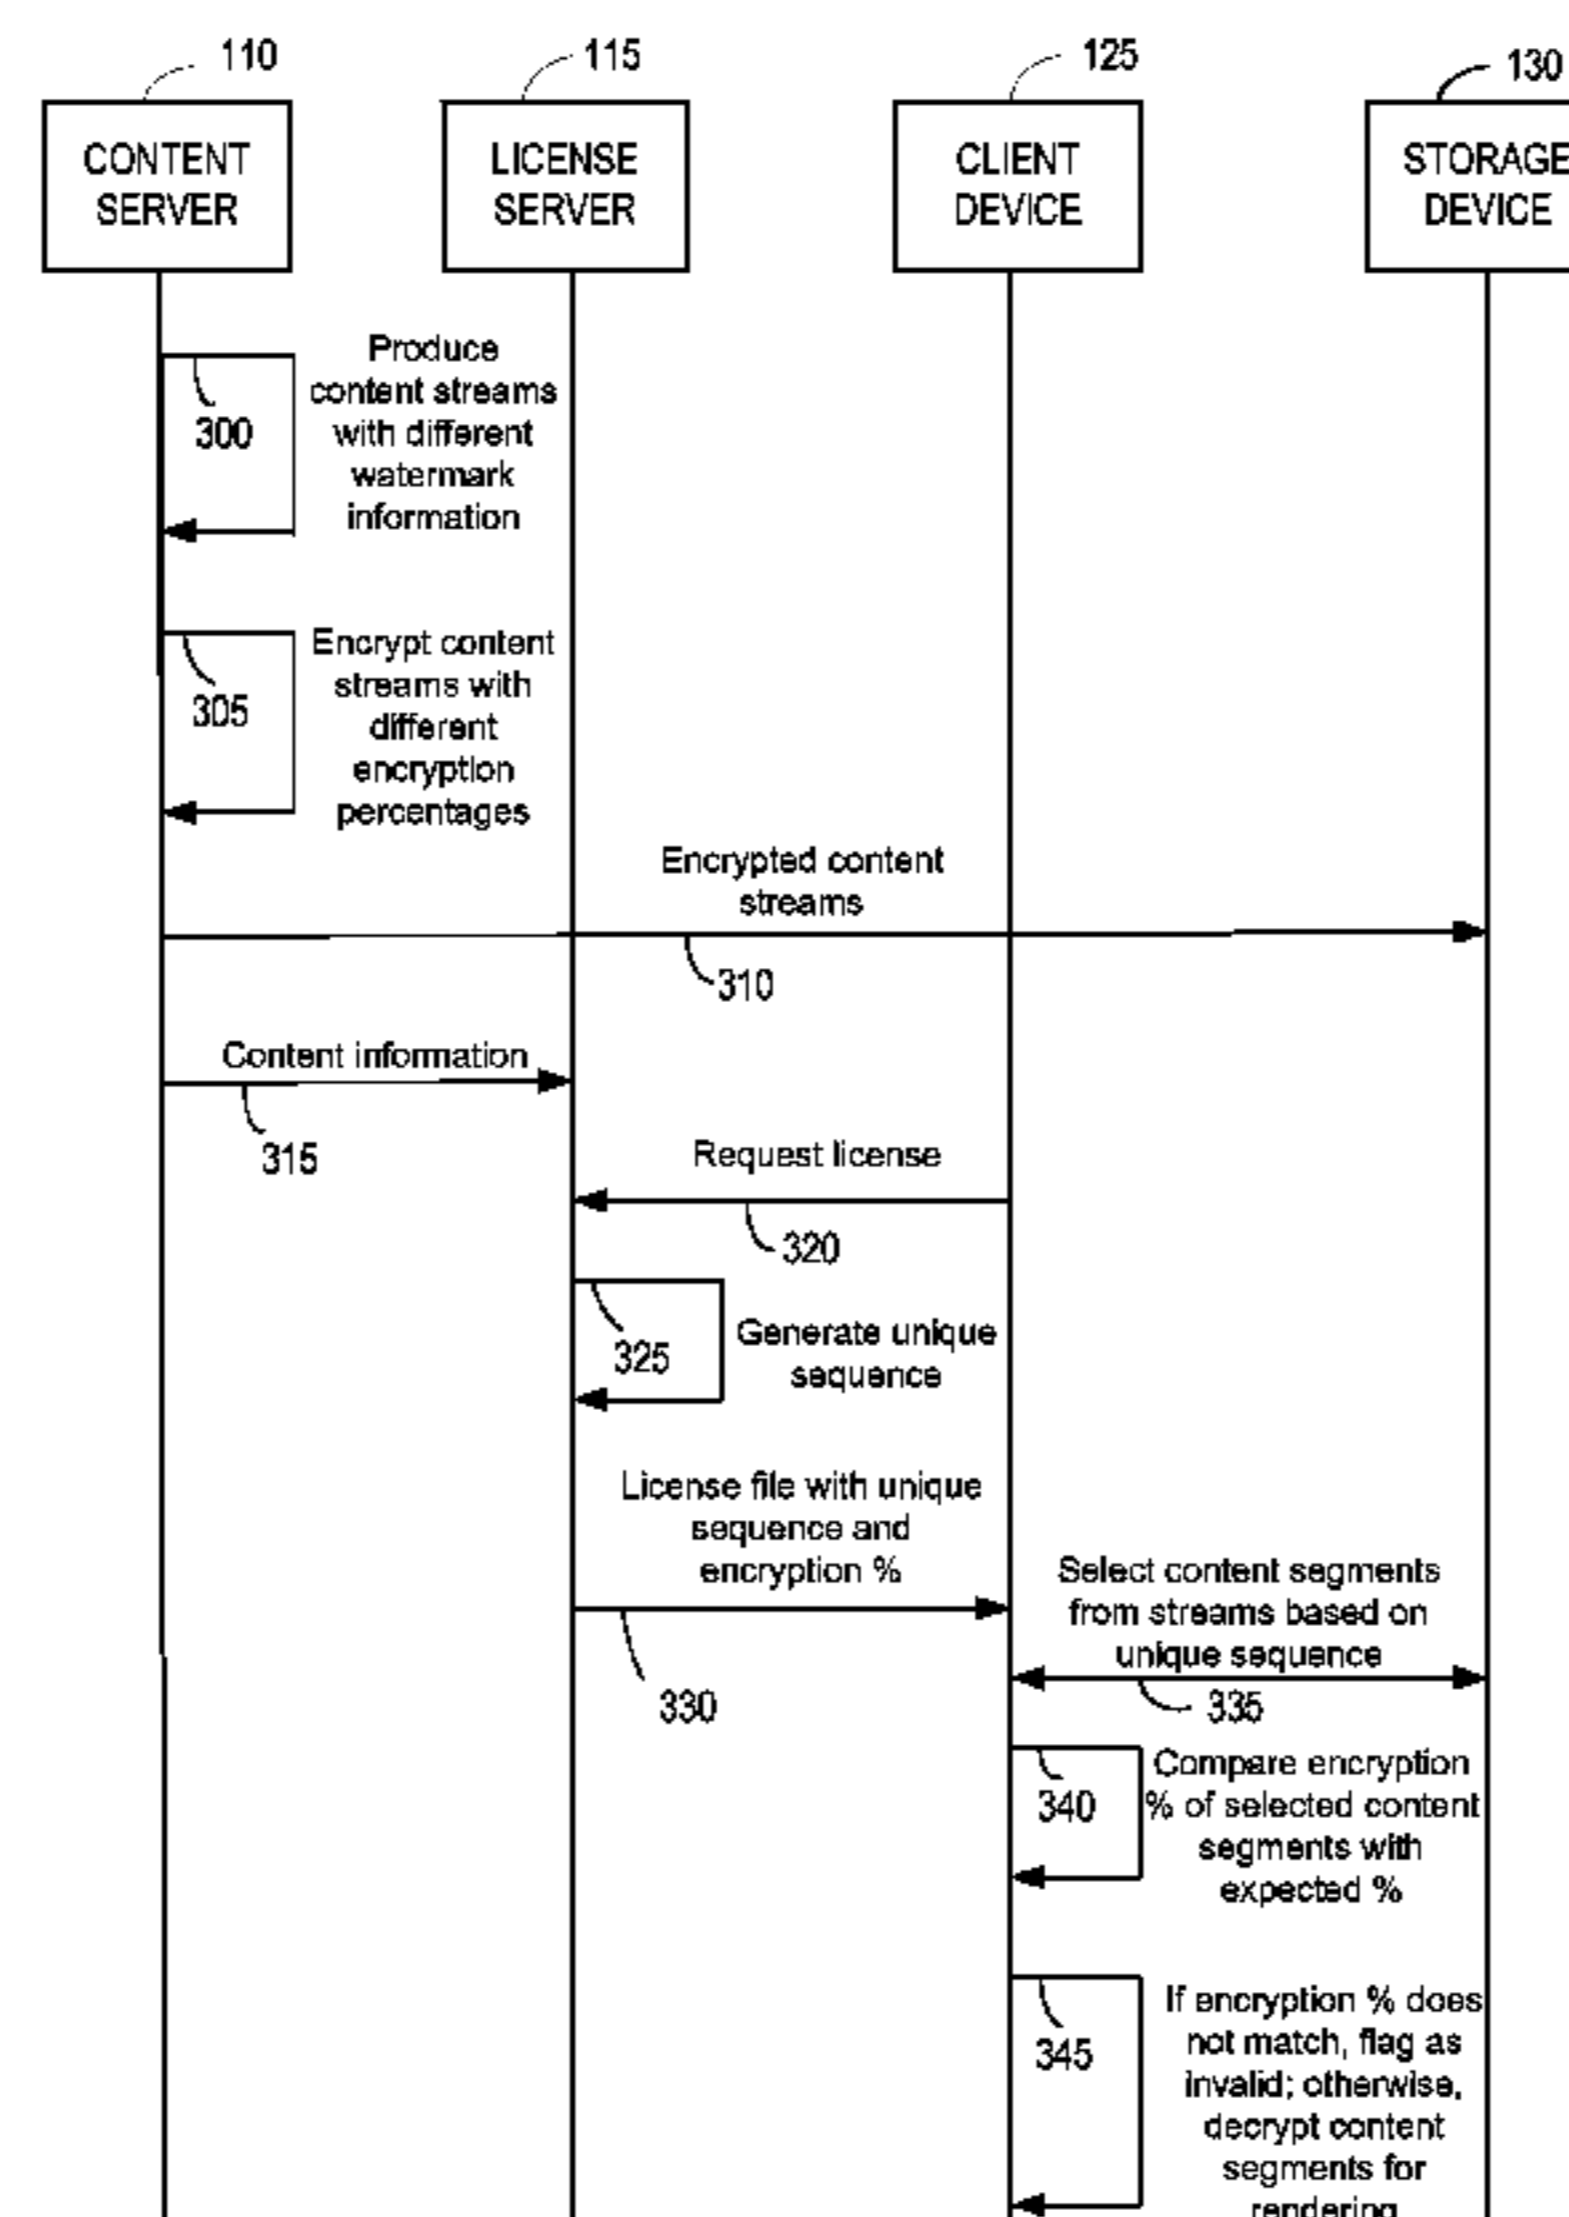 110
115
125
130
CONTENT
SERVER
LICENSE
SERVER
CLIENT
DEVICE
STORAGE
DEVICE
Produce
content streams
with different
watermark
information
300
Encrypt content
streams with
different
encryption
percentages
305
Encrypted content
streams
310
Content information
315
Request license
320
Generate unique
sequence
325
License file with unique
sequence and
encryption %
330
Select content segments
from streams based on
unique sequence
335
Compare encryption
% of selected content
segments with
expected %
340
If encryption % does
not match, flag as
invalid; otherwise,
decrypt content
segments for
rendering
345